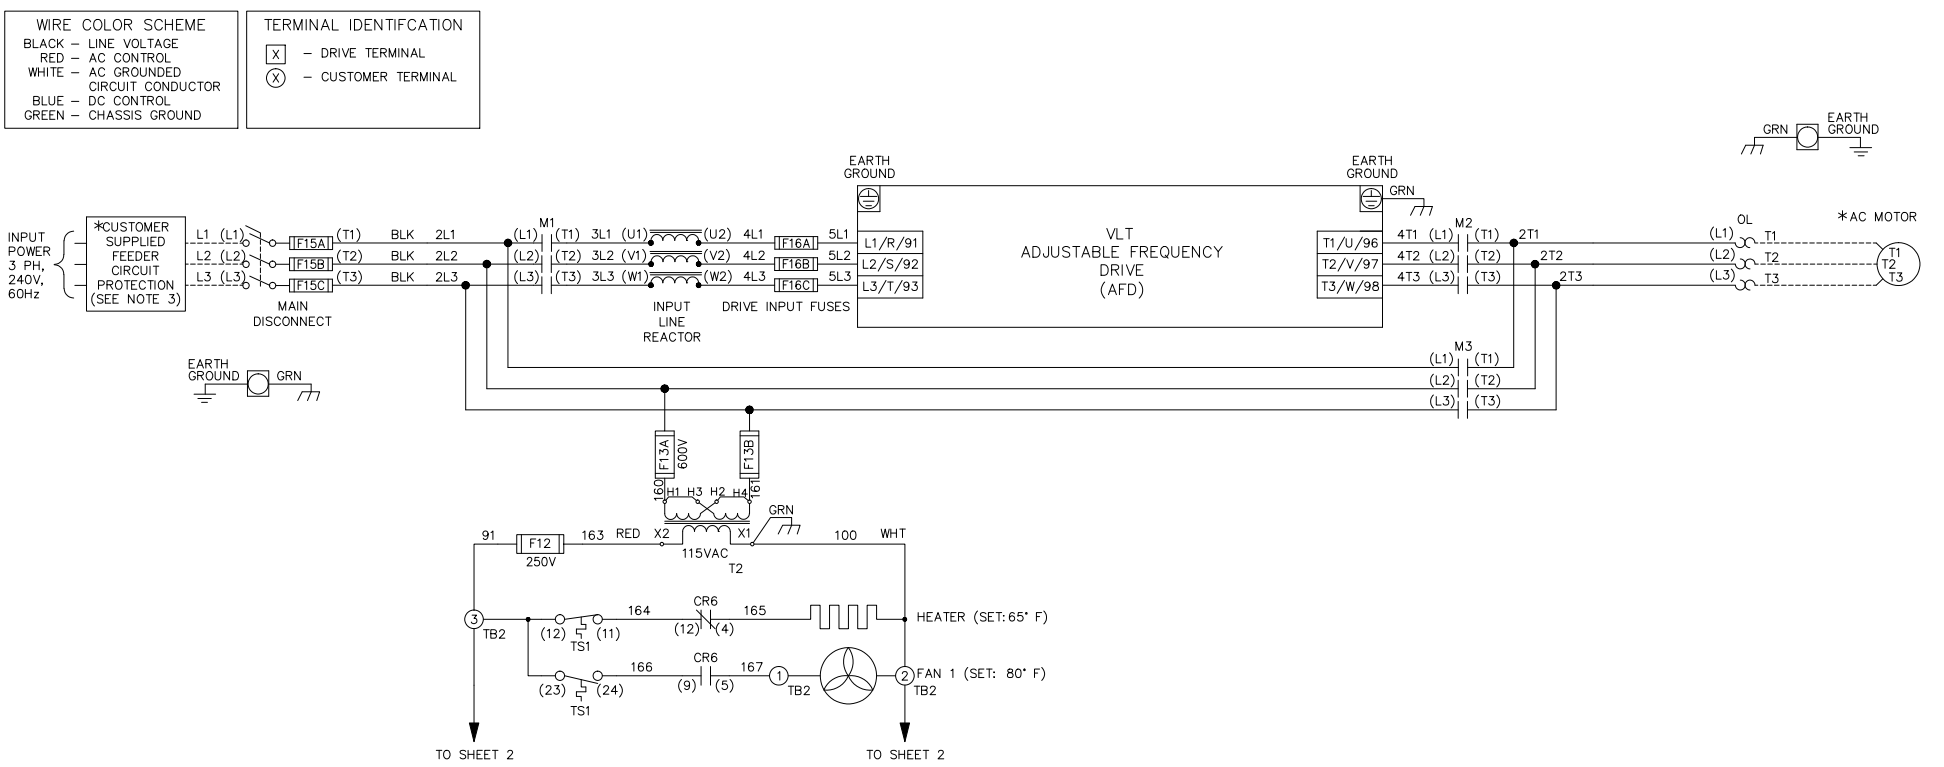 WIRE COLOR SCHEME
BLACK – LINE VOLTAGE
RED – AC CONTROL
WHITE – AC GROUNDED
CIRCUIT CONDUCTOR
BLUE – DC CONTROL
GREEN – CHASSIS GROUND
TERMINAL IDENTIFCATION
X – DRIVE TERMINAL
X – CUSTOMER TERMINAL
GRN
EARTH
GROUND
INPUT
POWER
3 PH,
240V,
60Hz
*CUSTOMER
SUPPLIED
FEEDER
CIRCUIT
PROTECTION
(SEE NOTE 3)
L1 (L1) F15A (T1) BLK 2L1
L2 (L2) F15B (T2) BLK 2L2
L3 (L3) F15C (T3) BLK 2L3
MAIN
DISCONNECT
M1
(L1) (T1) 3L1 (U1) (U2) 4L1 F16A 5L1
(L2) (T2) 3L2 (V1) (V2) 4L2 F16B 5L2
(L3) (T3) 3L3 (W1) (W2) 4L3 F16C 5L3
INPUT
LINE
REACTOR
DRIVE INPUT FUSES
EARTH
GROUND
L1/R/91
L2/S/92
L3/T/93
VLT
ADJUSTABLE FREQUENCY
DRIVE
(AFD)
EARTH
GROUND
GRN
T1/U/96
T2/V/97
T3/W/98
M2
4T1 (L1) (T1) 2T1
4T2 (L2) (T2) 2T2
4T3 (L3) (T3) 2T3
OL
(L1) T1
(L2) T2
(L3) T3
*AC MOTOR
T1
T2
T3
M3
(L1) (T1)
(L2) (T2)
(L3) (T3)
EARTH
GROUND
GRN
F13A
600V
F13B
160
161
H1 H3 H2 H4
GRN
91 F12 163 RED X2 X1 100 WHT
250V
115VAC
T2
3
TB2
(12) (11)
TS1
164
CR6
(12) (4)
165
HEATER (SET:65° F)
(23) (24)
TS1
166
CR6
(9) (5)
167
1
TB2
2
TB2
FAN 1 (SET: 80° F)
TO SHEET 2
TO SHEET 2